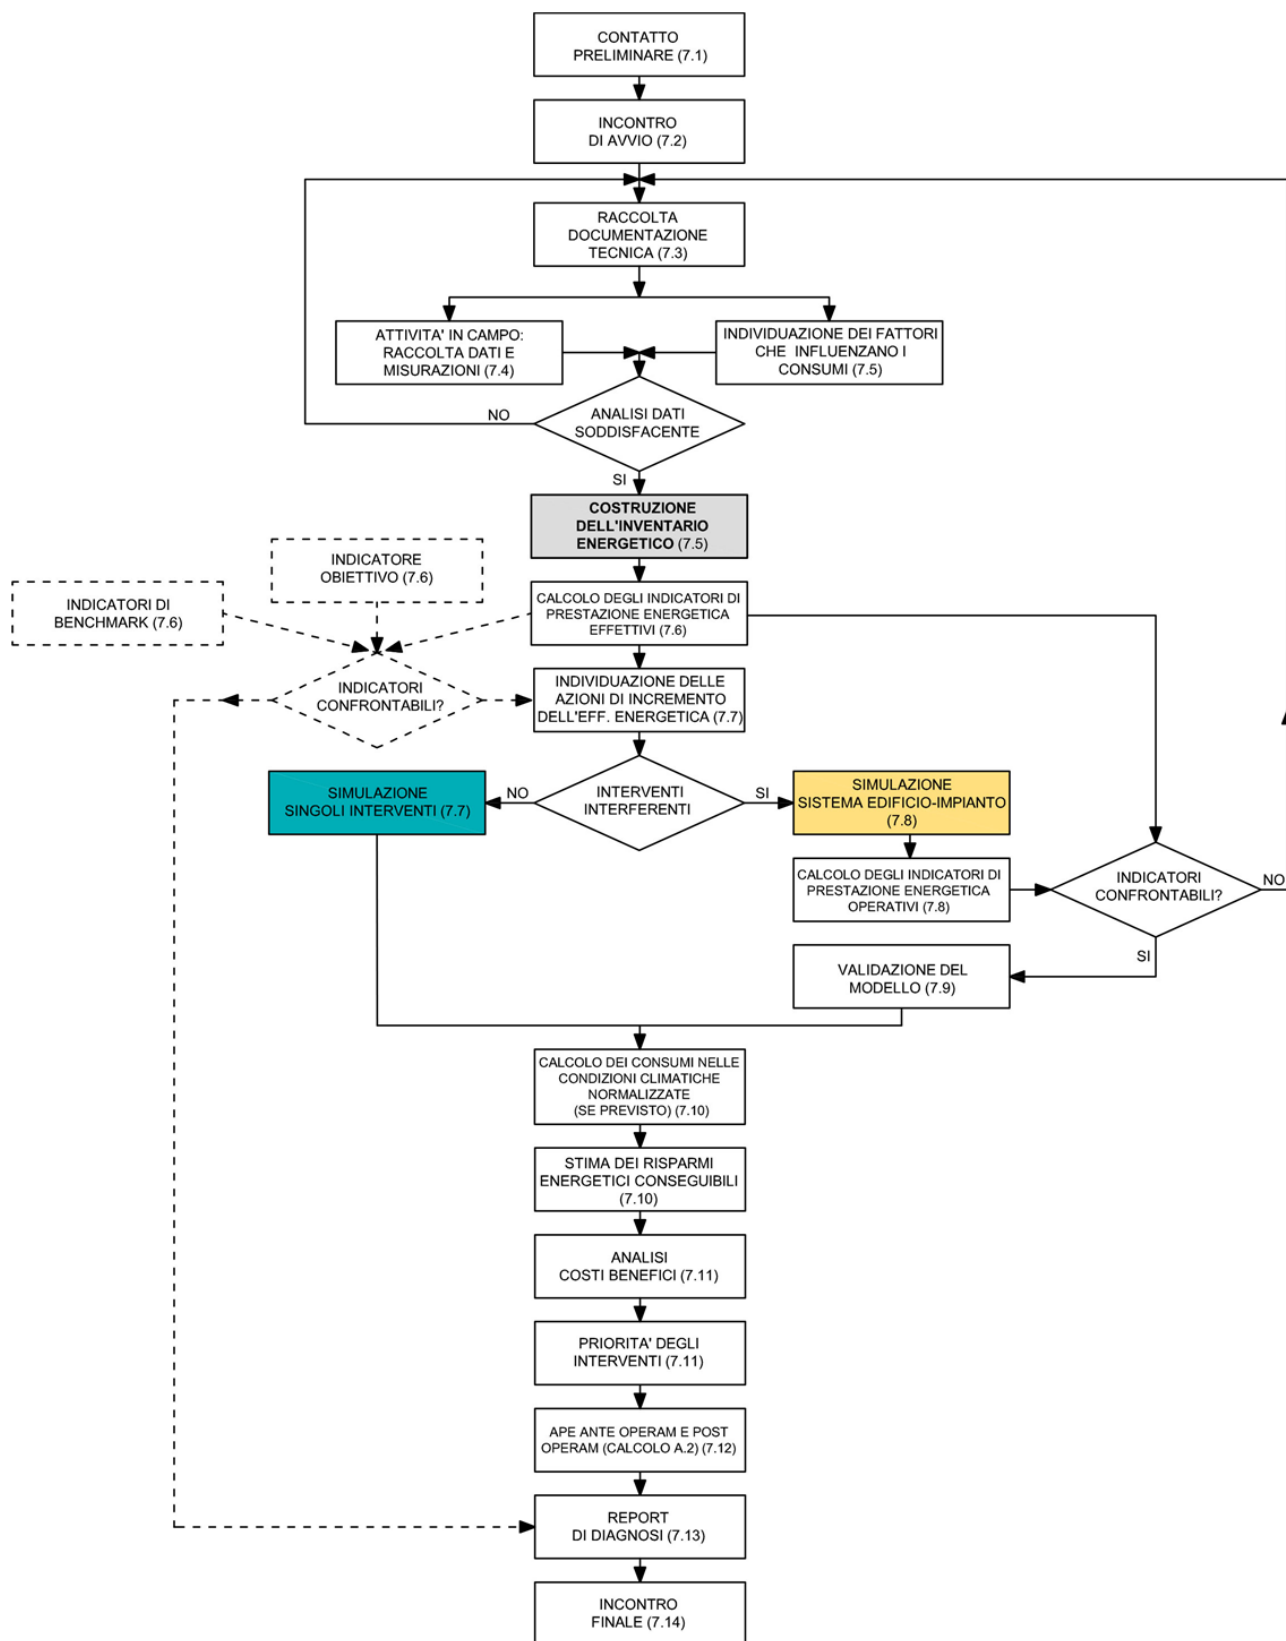 CONTATTO
PRELIMINARE (7.1)
INCONTRO
DI AVVIO (7.2)
RACCOLTA
DOCUMENTAZIONE
TECNICA (7.3)
ATTIVITA' IN CAMPO:
RACCOLTA DATI E
MISURAZIONI (7.4)
INDIVIDUAZIONE DEI FATTORI
CHE INFLUENZANO I
CONSUMI (7.5)
NO
ANALISI DATI
SODDISFACENTE
SI
COSTRUZIONE
DELL'INVENTARIO
ENERGETICO (7.5)
INDICATORE
OBIETTIVO (7.6)
INDICATORI DI
BENCHMARK (7.6)
CALCOLO DEGLI INDICATORI DI
PRESTAZIONE ENERGETICA
EFFETTIVI (7.6)
INDICATORI
CONFRONTABILI?
INDIVIDUAZIONE DELLE
AZIONI DI INCREMENTO
DELL'EFF. ENERGETICA (7.7)
SIMULAZIONE
SINGOLI INTERVENTI (7.7)
NO
INTERVENTI
INTERFERENTI
SI
SIMULAZIONE
SISTEMA EDIFICIO-IMPIANTO
(7.8)
CALCOLO DEGLI INDICATORI DI
PRESTAZIONE ENERGETICA
OPERATIVI (7.8)
INDICATORI
CONFRONTABILI?
NO
SI
VALIDAZIONE DEL
MODELLO (7.9)
CALCOLO DEI CONSUMI NELLE
CONDIZIONI CLIMATICHE
NORMALIZZATE
(SE PREVISTO) (7.10)
STIMA DEI RISPARMI
ENERGETICI CONSEGUIBILI
(7.10)
ANALISI
COSTI BENEFICI (7.11)
PRIORITA' DEGLI
INTERVENTI (7.11)
APE ANTE OPERAM E POST
OPERAM (CALCOLO A.2) (7.12)
REPORT
DI DIAGNOSI (7.13)
INCONTRO
FINALE (7.14)